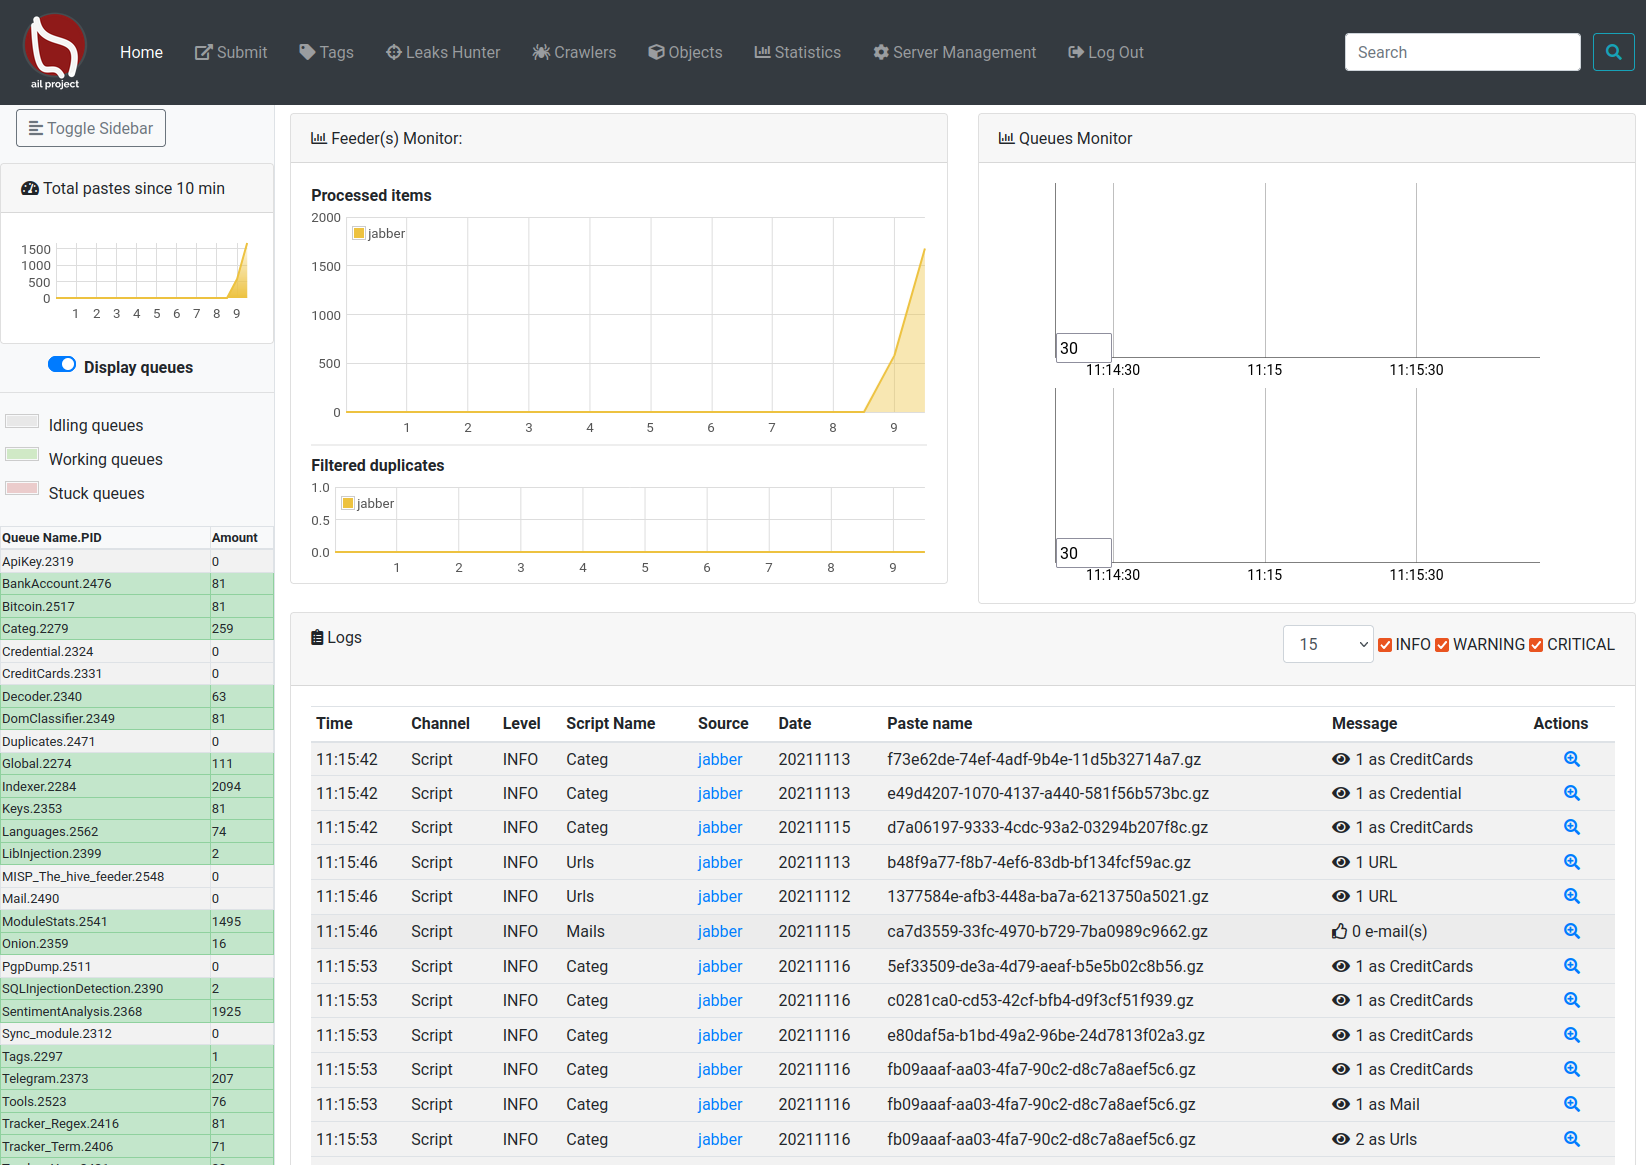 ail project
Home Submit Tags Leaks Hunter Crawlers Objects Statistics Server Management Log Out Search
Toggle Sidebar
Total pastes since 10 min
1500
1000
500
0
1 2 3 4 5 6 7 8 9
Display queues
Idling queues
Working queues
Stuck queues
Queue Name.PID Amount
ApiKey.2319 0
BankAccount.2476 81
Bitcoin.2517 81
Categ.2279 259
Credential.2324 0
CreditCards.2331 0
Decoder.2340 63
DomClassifier.2349 81
Duplicates.2471 0
Global.2274 111
Indexer.2284 2094
Keys.2353 81
Languages.2562 74
LibInjection.2399 2
MISP_The_hive_feeder.2548 0
Mail.2490 0
ModuleStats.2541 1495
Onion.2359 16
PgpDump.2511 0
SQLInjectionDetection.2390 2
SentimentAnalysis.2368 1925
Sync_module.2312 0
Tags.2297 1
Telegram.2373 207
Tools.2523 76
Tracker_Regex.2416 81
Tracker_Term.2406 71
Feeder(s) Monitor:
Processed items
2000
jabber
1500
1000
500
0
1 2 3 4 5 6 7 8 9
Filtered duplicates
1.0
jabber
0.5
0.0
1 2 3 4 5 6 7 8 9
Queues Monitor
30
11:14:30 11:15 11:15:30
30
11:14:30 11:15 11:15:30
Logs
15 INFO WARNING CRITICAL
Time Channel Level Script Name Source Date Paste name Message Actions
11:15:42 Script INFO Categ jabber 20211113 f73e62de-74ef-4adf-9b4e-11d5b32714a7.gz 1 as CreditCards
11:15:42 Script INFO Categ jabber 20211113 e49d4207-1070-4137-a440-581f56b573bc.gz 1 as Credential
11:15:42 Script INFO Categ jabber 20211115 d7a06197-9333-4cdc-93a2-03294b207f8c.gz 1 as CreditCards
11:15:46 Script INFO Urls jabber 20211113 b48f9a77-f8b7-4ef6-83db-bf134fcf59ac.gz 1 URL
11:15:46 Script INFO Urls jabber 20211112 1377584e-afb3-448a-ba7a-6213750a5021.gz 1 URL
11:15:46 Script INFO Mails jabber 20211115 ca7d3559-33fc-4970-b729-7ba0989c9662.gz 0 e-mail(s)
11:15:53 Script INFO Categ jabber 20211116 5ef33509-de3a-4d79-aeaf-b5e5b02c8b56.gz 1 as CreditCards
11:15:53 Script INFO Categ jabber 20211116 c0281ca0-cd53-42cf-bfb4-d9f3cf51f939.gz 1 as CreditCards
11:15:53 Script INFO Categ jabber 20211116 e80daf5a-b1bd-49a2-96be-24d7813f02a3.gz 1 as CreditCards
11:15:53 Script INFO Categ jabber 20211116 fb09aaaf-aa03-4fa7-90c2-d8c7a8aef5c6.gz 1 as CreditCards
11:15:53 Script INFO Categ jabber 20211116 fb09aaaf-aa03-4fa7-90c2-d8c7a8aef5c6.gz 1 as Mail
11:15:53 Script INFO Categ jabber 20211116 fb09aaaf-aa03-4fa7-90c2-d8c7a8aef5c6.gz 2 as Urls